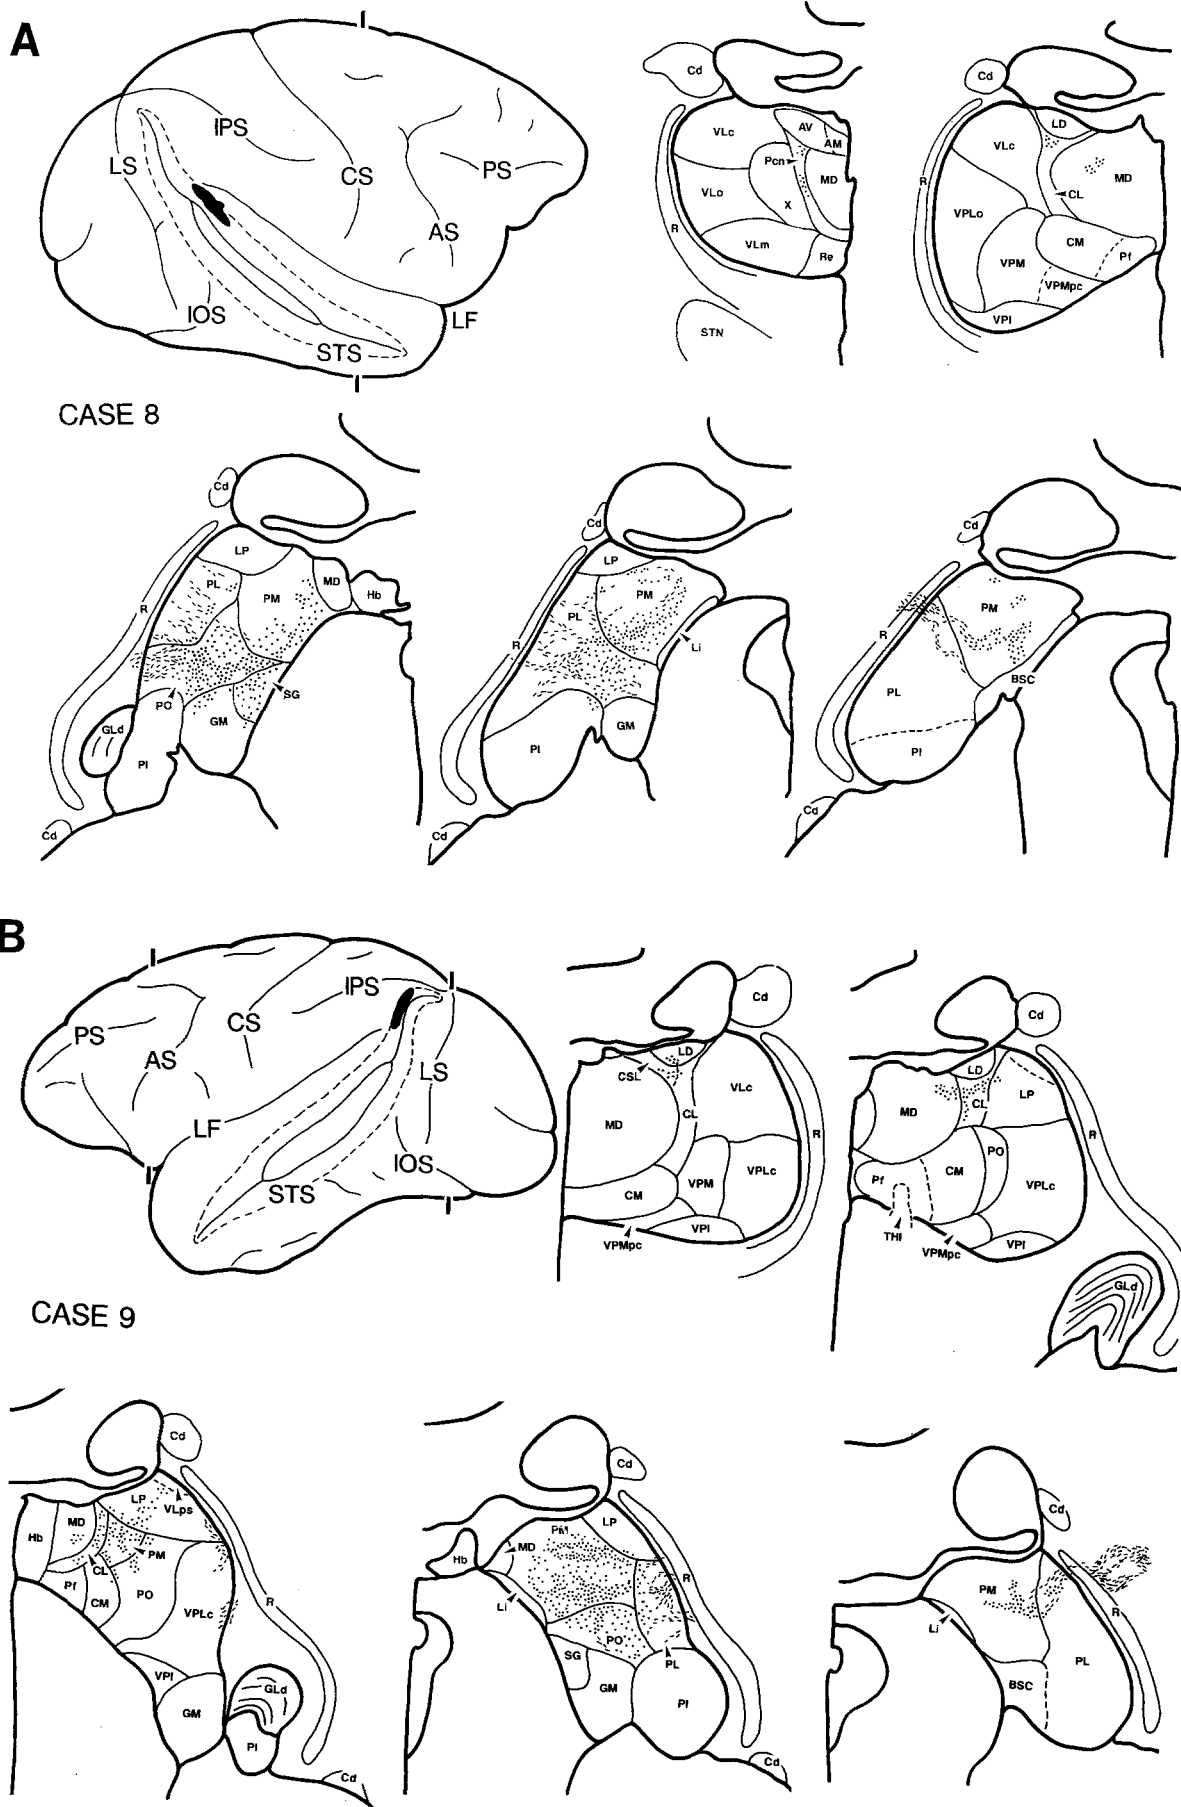 A
IPS
LS
CS
PS
AS
IOS
LF
STS
CASE 8
Cd
VLc
AV
AM
Pcn
MD
VLo
X
R
VLm
Re
STN
Cd
LD
VLc
MD
R
CL
VPLo
CM
VPM
Pf
VPMpc
VPI
Cd
LP
PL
MD
PM
Hb
R
SG
PO
GM
GLd
PI
Cd
Cd
LP
PM
PL
R
Li
GM
PI
Cd
Cd
PM
R
BSC
PL
PI
Cd
B
IPS
CS
PS
AS
LS
LF
IOS
STS
CASE 9
Cd
LD
CSL
VLc
CL
MD
R
VPLc
VPM
CM
VPI
VPMpc
Cd
LD
LP
MD
CL
R
PO
CM
Pf
VPLc
THI
VPMpc
VPI
GLd
Cd
LP
VLps
MD
Hb
PM
CL
Pf
PO
CM
VPLc
R
VPI
GLd
GM
PI
Cd
Cd
LP
PM
MD
Hb
R
Li
PO
SG
PL
GM
PI
Cd
Cd
PM
R
Li
PL
BSC